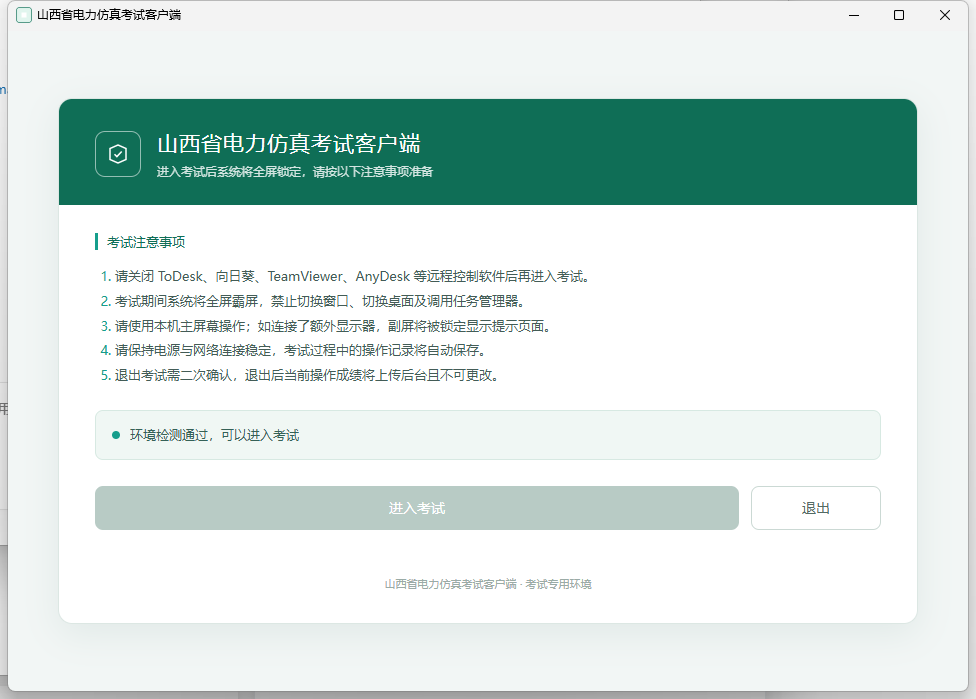 山西省电力仿真考试客户端
山西省电力仿真考试客户端
进入考试后系统将全屏锁定，请按以下注意事项准备
考试注意事项
1. 请关闭 ToDesk、向日葵、TeamViewer、AnyDesk 等远程控制软件后再进入考试。
2. 考试期间系统将全屏霸屏，禁止切换窗口、切换桌面及调用任务管理器。
3. 请使用本机主屏幕操作；如连接了额外显示器，副屏将被锁定显示提示页面。
4. 请保持电源与网络连接稳定，考试过程中的操作记录将自动保存。
5. 退出考试需二次确认，退出后当前操作成绩将上传后台且不可更改。
环境检测通过，可以进入考试
进入考试
退出
山西省电力仿真考试客户端 · 考试专用环境